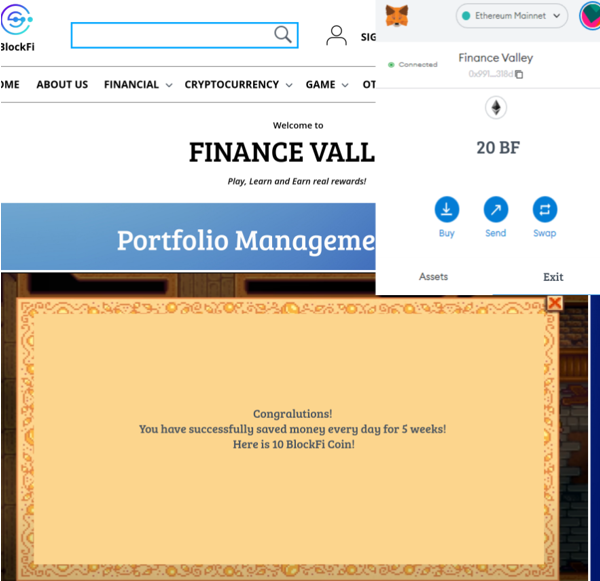 BlockFi
SIG
OME ABOUT US FINANCIAL CRYPTOCURRENCY GAME OT
Welcome to
FINANCE VALL
Play, Learn and Earn real rewards!
Portfolio Manageme
Ethereum Mainnet
Connected
Finance Valley
0x991...318d
20 BF
Buy Send Swap
Assets Exit
Congralutions!
You have successfully saved money every day for 5 weeks!
Here is 10 BlockFi Coin!